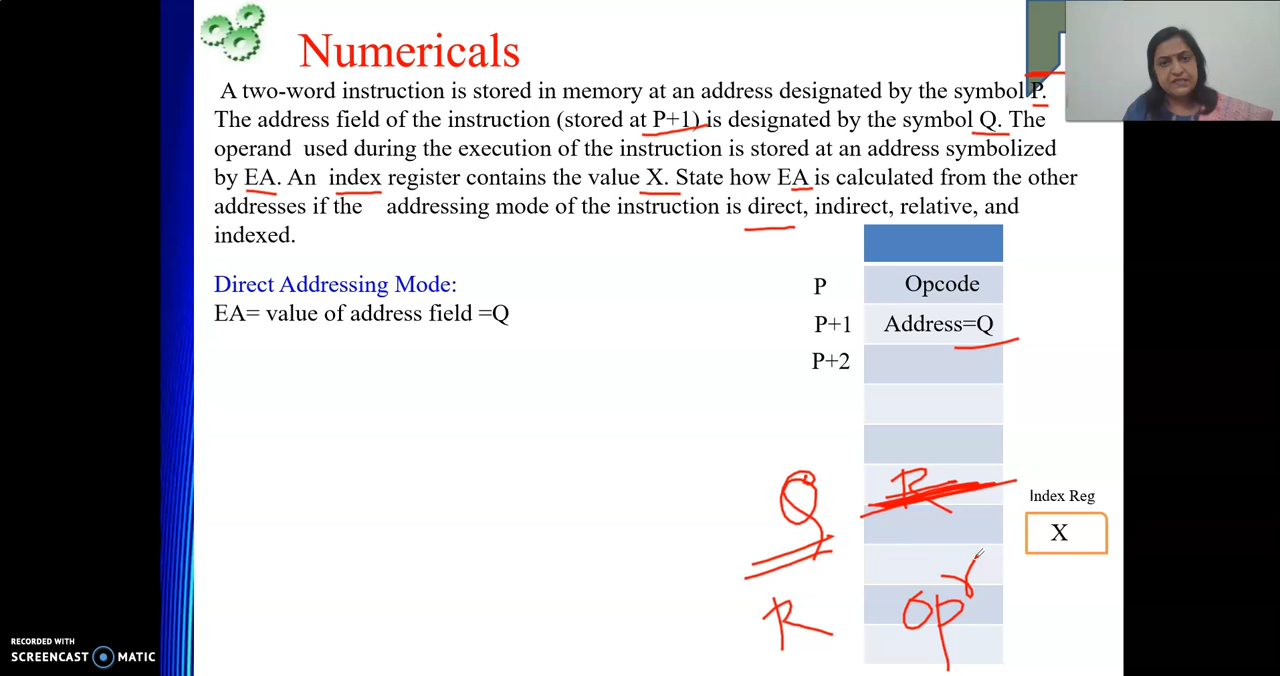 Numericals
A two-word instruction is stored in memory at an address designated by the symbol P.
The address field of the instruction (stored at P+1) is designated by the symbol Q. The
operand used during the execution of the instruction is stored at an address symbolized
by EA. An index register contains the value X. State how EA is calculated from the other
addresses if the addressing mode of the instruction is direct, indirect, relative, and
indexed.
Direct Addressing Mode:
EA= value of address field =Q
P Opcode
P+1 Address=Q
P+2
Q R
Index Reg
X
R opr
RECORDED WITH
SCREENCAST MATIC